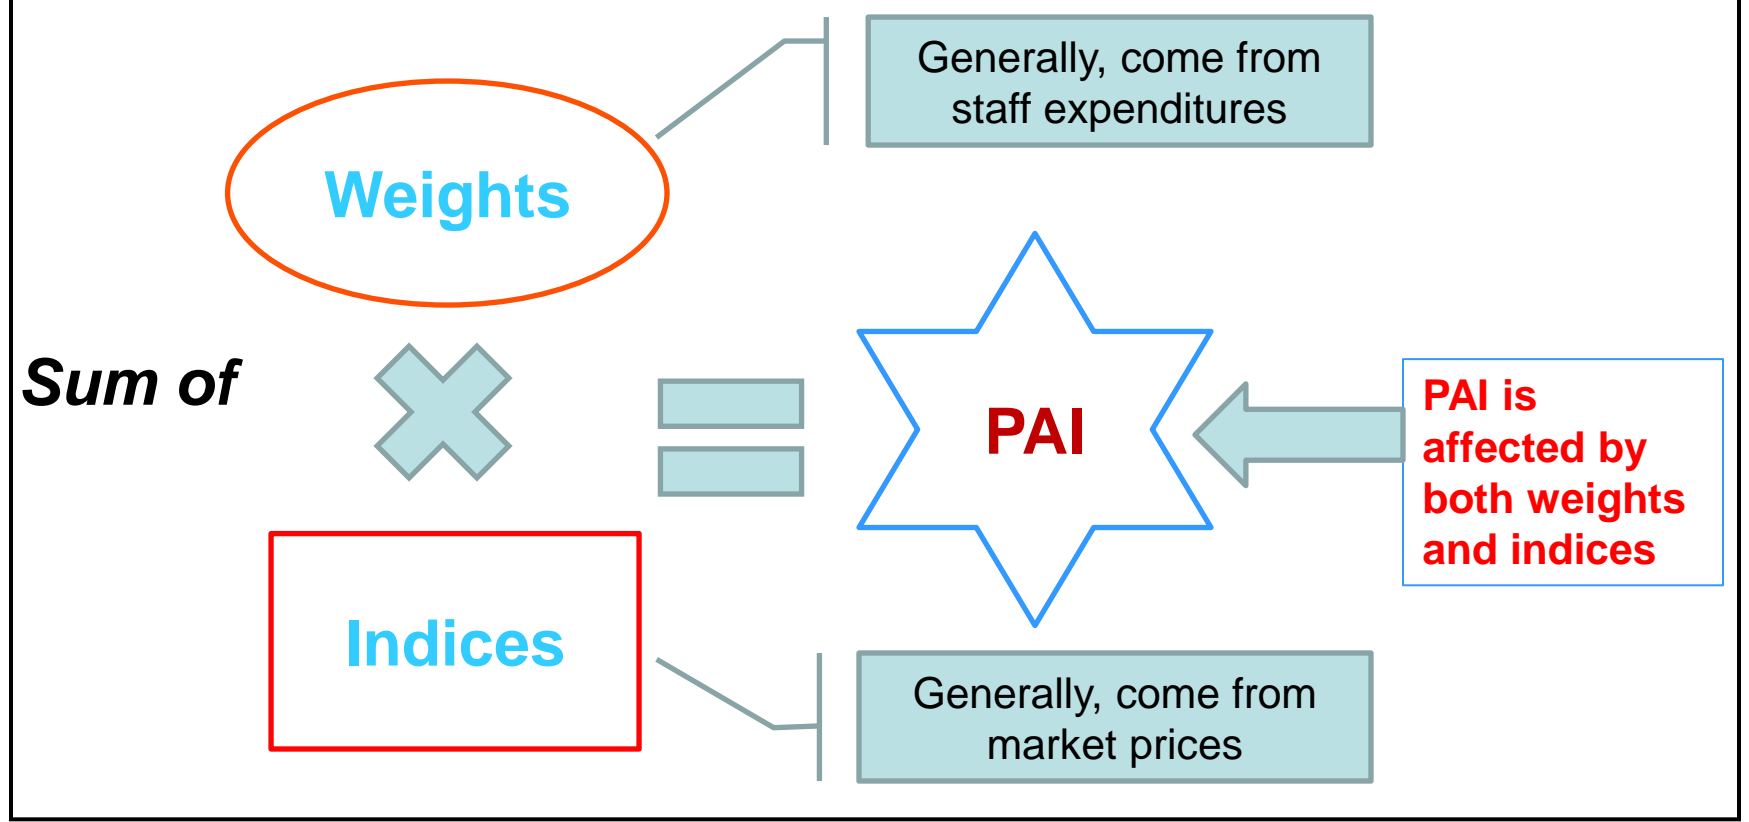 Generally, come from
staff expenditures
Weights
Sum of
PAI
PAI is
affected by
both weights
and indices
Indices
Generally, come from
market prices